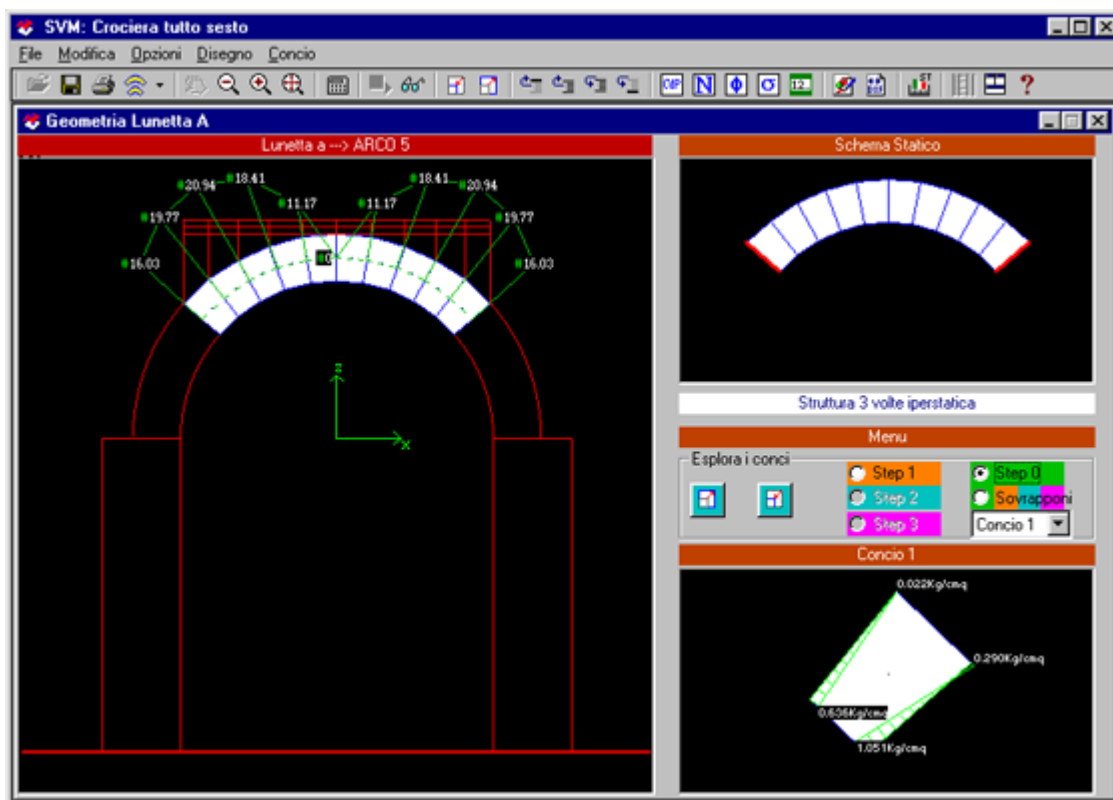 SVM: Crociera tutto sesto
File Modifica Opzioni Disegno Concio
N Φ σ 12 ST ?
Geometria Lunetta A
Lunetta a ---> ARCO 5
20.94 18.41 18.41 20.94
19.77 11.17 11.17 19.77
16.03 0 16.03
z
x
Schema Statico
Struttura 3 volte iperstatica
Menu
Esplora i conci
Step 1 Step 0
Step 2 Sovrapponi
Step 3 Concio 1
Concio 1
0.022Kg/cmq
0.290Kg/cmq
0.636Kg/cmq
1.051Kg/cmq